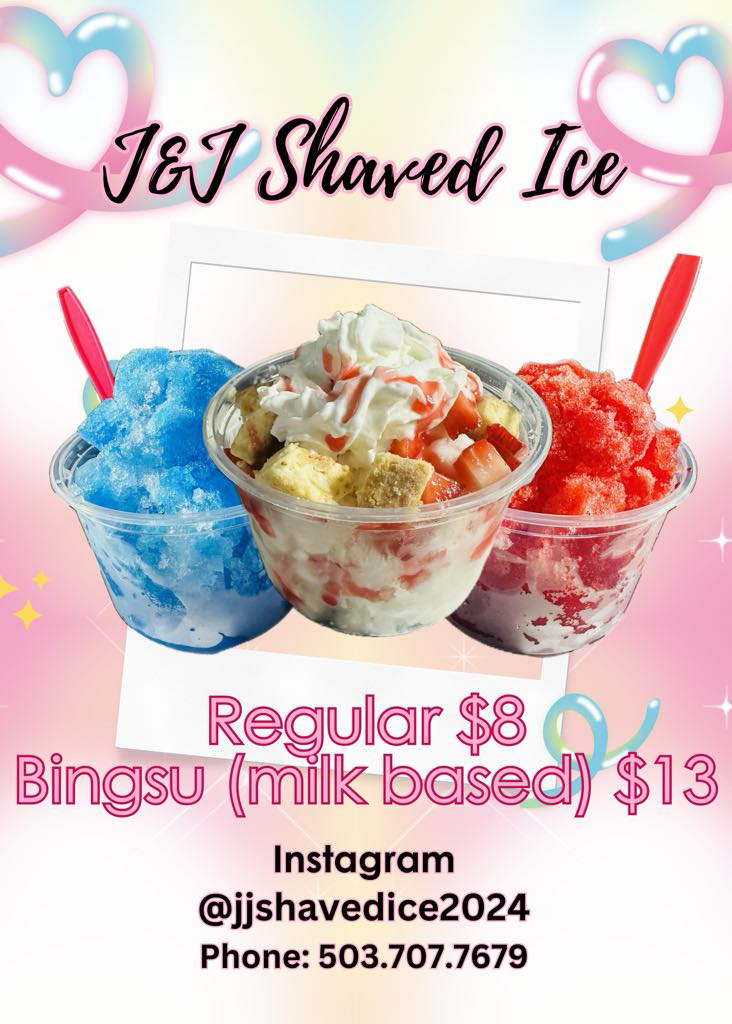 J&J Shaved Ice
Regular $8
Bingsu (milk based) $13
Instagram
@jjshavedice2024
Phone: 503.707.7679